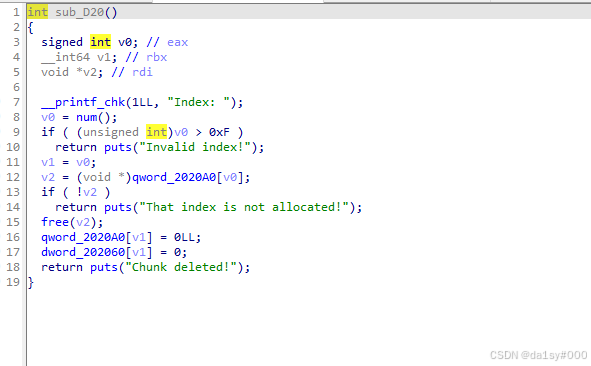 1 int sub_D20()
2 {
3 signed int v0; // eax
4 __int64 v1; // rbx
5 void *v2; // rdi
6
7 __printf_chk(1LL, "Index: ");
8 v0 = num();
9 if ( (unsigned int)v0 > 0xF )
10 return puts("Invalid index!");
11 v1 = v0;
12 v2 = (void *)qword_2020A0[v0];
13 if ( !v2 )
14 return puts("That index is not allocated!");
15 free(v2);
16 qword_2020A0[v1] = 0LL;
17 dword_202060[v1] = 0;
18 return puts("Chunk deleted!");
19 }
CSDN @da1sy#000